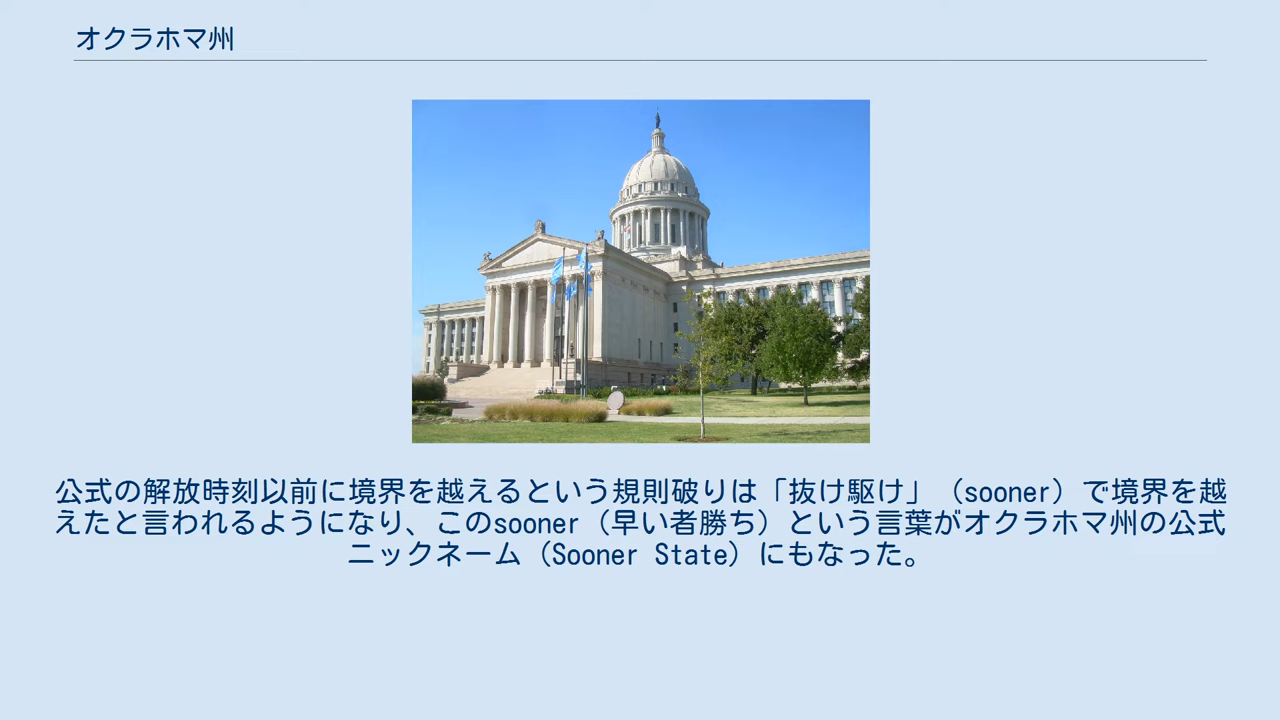 オクラホマ州
公式の解放時刻以前に境界を越えるという規則破りは「抜け駆け」（sooner）で境界を越
えたと言われるようになり、このsooner（早い者勝ち）という言葉がオクラホマ州の公式
ニックネーム（Sooner State）にもなった。